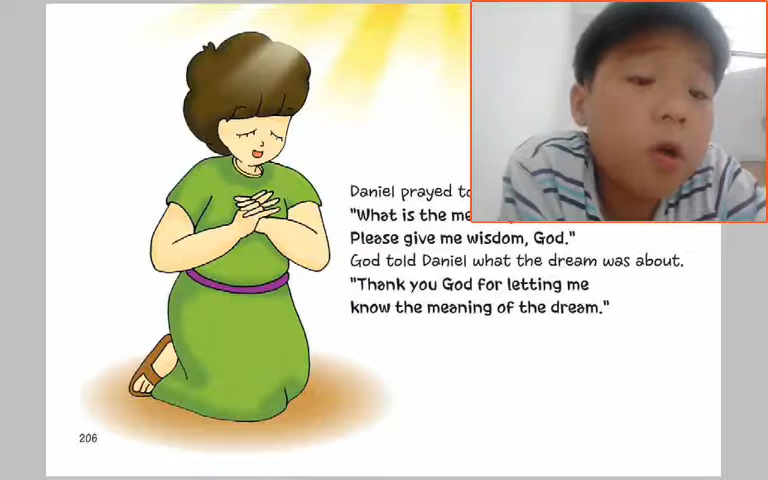 Daniel prayed to
"What is the me
Please give me wisdom, God."
God told Daniel what the dream was about.
"Thank you God for letting me
know the meaning of the dream."
206